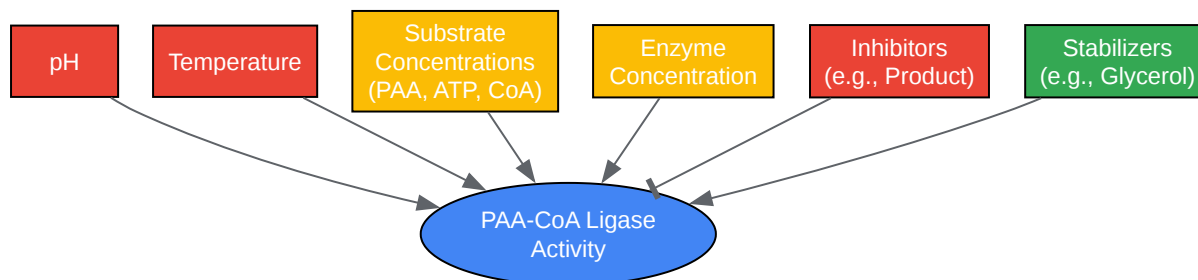 pH
Temperature
Substrate
Concentrations
(PAA, ATP, CoA)
Enzyme
Concentration
Inhibitors
(e.g., Product)
Stabilizers
(e.g., Glycerol)
PAA-CoA Ligase
Activity